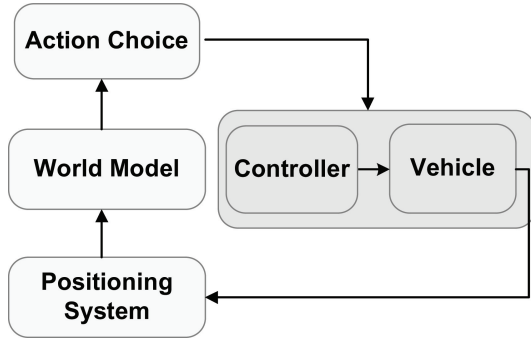 Action Choice
World Model
Controller
Vehicle
Positioning
System